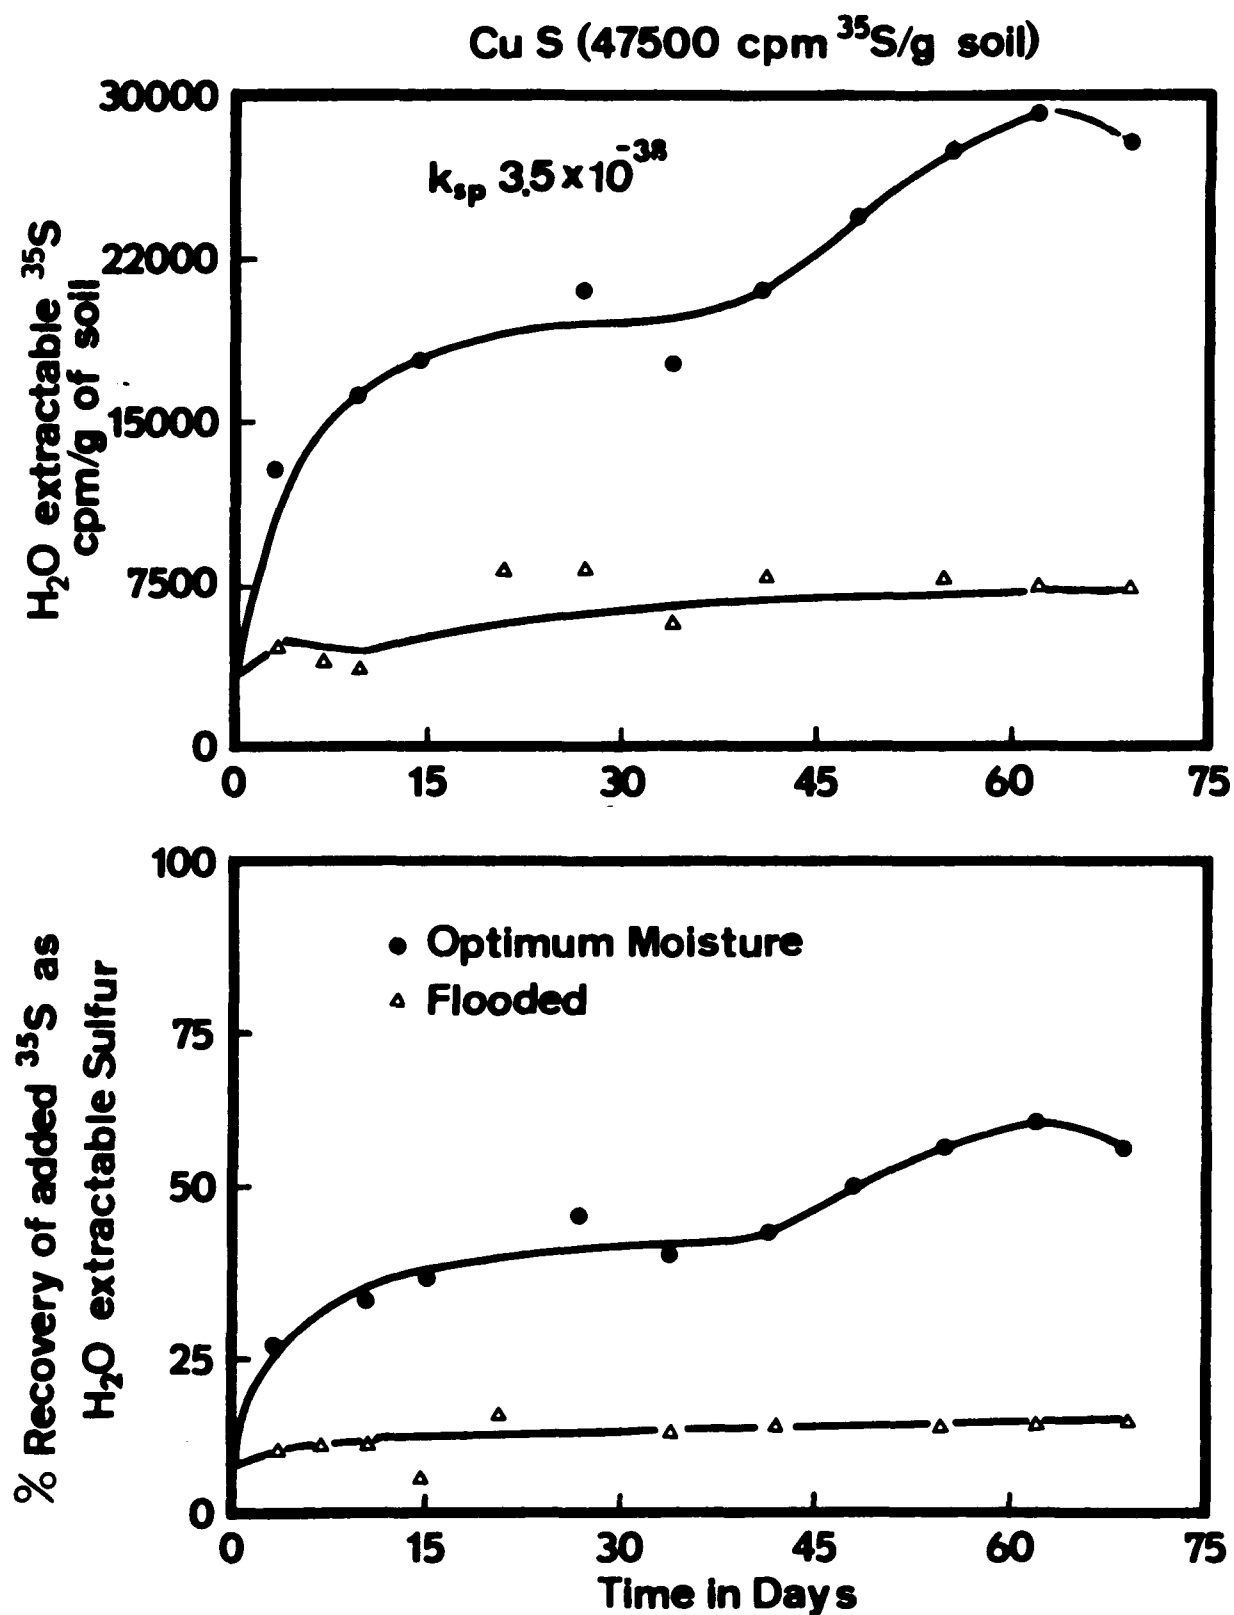 Cu S (47500 cpm ³⁵S/g soil)
30000
22000
15000
7500
0
H₂O extractable ³⁵S
cpm/g of soil
kₛₚ 3.5 x 10⁻³⁸
0 15 30 45 60 75
100
75
50
25
0
% Recovery of added ³⁵S as
H₂O extractable Sulfur
● Optimum Moisture
△ Flooded
0 15 30 45 60 75
Time in Days